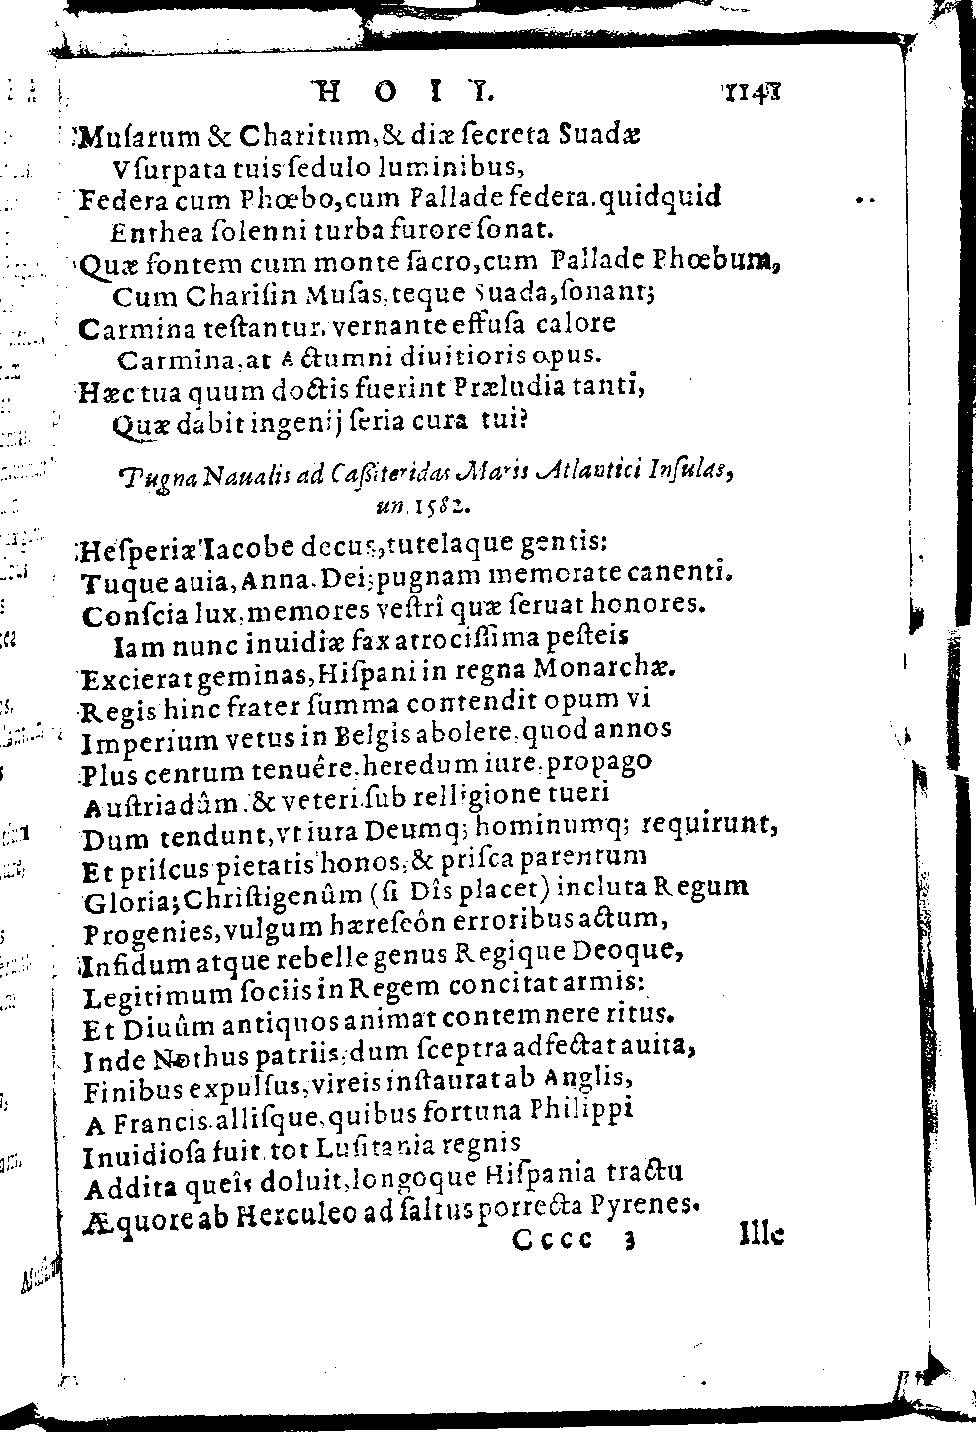 H O I I. 1141
Muſarum & Charitum, & diæ ſecreta Suadæ
Vſurpata tuis ſedulo luminibus,
Federa cum Phœbo, cum Pallade federa. quidquid
Enthea ſolenni turba furore ſonat.
Quæ fontem cum monte ſacro, cum Pallade Phœbum,
Cum Chariſin Muſas, teque Suada, ſonant;
Carmina teſtantur. vernante effuſa calore
Carmina, at Actumni diuitioris opus.
Hæc tua quum doctis fuerint Præludia tanti,
Quæ dabit ingenij ſeria cura tui?
Pugna Naualis ad Caßiteridas Maris Atlantici Inſulas,
un. 1582.
Heſperiæ Iacobe decus, tutelaque gentis:
Tuque auia, Anna. Dei; pugnam memorate canenti.
Conſcia lux, memores veſtrî quæ ſeruat honores.
Iam nunc inuidiæ fax atrociſſima peſteis
Excierat geminas, Hiſpani in regna Monarchæ.
Regis hinc frater ſumma contendit opum vi
Imperium vetus in Belgis abolere, quod annos
Plus centum tenuêre, heredum iure, propago
Auſtriadûm. & veteri ſub relligione tueri
Dum tendunt, vt iura Deumq; hominumq; requirunt,
Et priſcus pietatis honos, & priſca parentum
Gloria; Chriſtigenûm (ſi Dîs placet) incluta Regum
Progenies, vulgum hæreſeôn erroribus actum,
Infidum atque rebelle genus Regique Deoque,
Legitimum ſociis in Regem concitat armis:
Et Diuûm antiquos animat contemnere ritus.
Inde Nothus patriis, dum ſceptra adfectat auita,
Finibus expulſus, vireis inſtaurat ab Anglis,
A Francis. alliſque, quibus fortuna Philippi
Inuidioſa fuit, tot Luſitania regnis
Addita queîs doluit, longoque Hiſpania tractu
Æquore ab Herculeo ad ſaltus porrecta Pyrenes.
Cccc 3 Ille